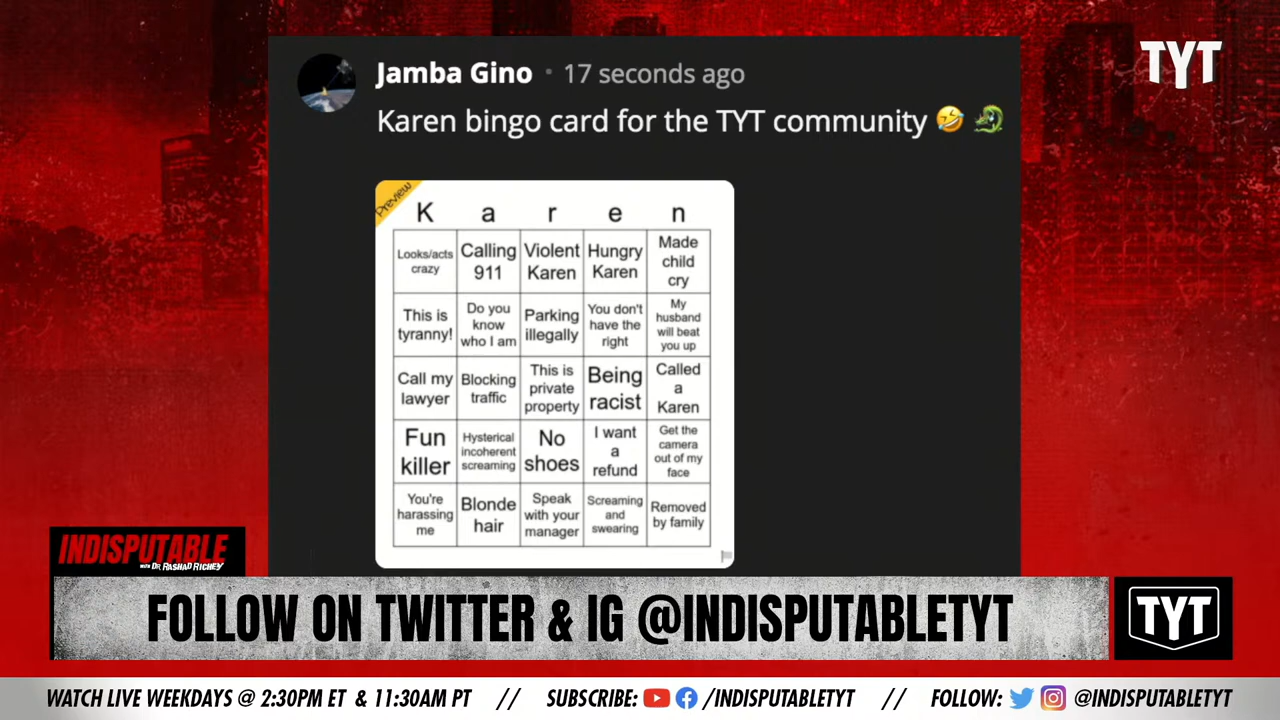 TYT
Jamba Gino · 17 seconds ago
Karen bingo card for the TYT community 🤣 🐉
Preview
K a r e n
Looks/acts
crazy
Calling
911
Violent
Karen
Hungry
Karen
Made
child
cry
This is
tyranny!
Do you
know
who I am
Parking
illegally
You don't
have the
right
My
husband
will beat
you up
Call my
lawyer
Blocking
traffic
This is
private
property
Being
racist
Called
a
Karen
Fun
killer
Hysterical
incoherent
screaming
No
shoes
I want
a
refund
Get the
camera
out of my
face
You're
harassing
me
Blonde
hair
Speak
with your
manager
Screaming
and
swearing
Removed
by family
INDISPUTABLE
WITH DR. RASHAD RICHEY
FOLLOW ON TWITTER & IG @INDISPUTABLETYT
TYT
WATCH LIVE WEEKDAYS @ 2:30PM ET & 11:30AM PT // SUBSCRIBE: /INDISPUTABLETYT // FOLLOW: @INDISPUTABLETYT